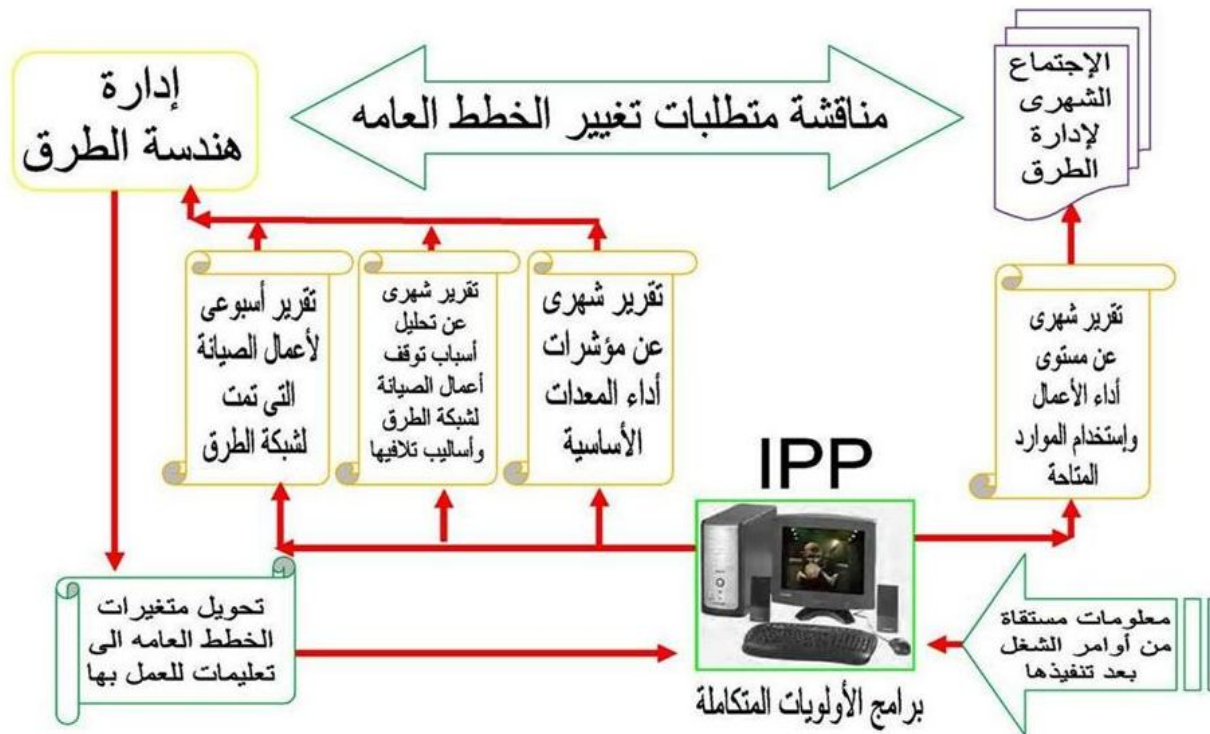 الإجتماع
الشهرى
لإدارة
الطرق
مناقشة متطلبات تغيير الخطط العامه
إدارة
هندسة الطرق
تقرير شهرى
عن مستوى
أداء الأعمال
وإستخدام الموارد
المتاحة
تقرير شهرى
عن مؤشرات
أداء المعدات
الأساسية
تقرير شهرى
عن تحليل
أسباب توقف
أعمال الصيانة
لشبكة الطرق
وأساليب تلافيها
تقرير أسبوعى
لأعمال الصيانة
التى تمت
لشبكة الطرق
IPP
برامج الأولويات المتكاملة
معلومات مستقاة
من أوامر الشغل
بعد تنفيذها
تحويل متغيرات
الخطط العامه الى
تعليمات للعمل بها